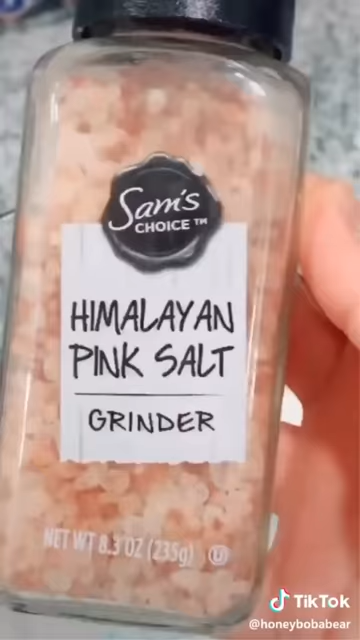 Sam's
CHOICE™
HIMALAYAN
PINK SALT
GRINDER
NET WT 8.3 OZ (235g) U
TikTok
@honeybobabear